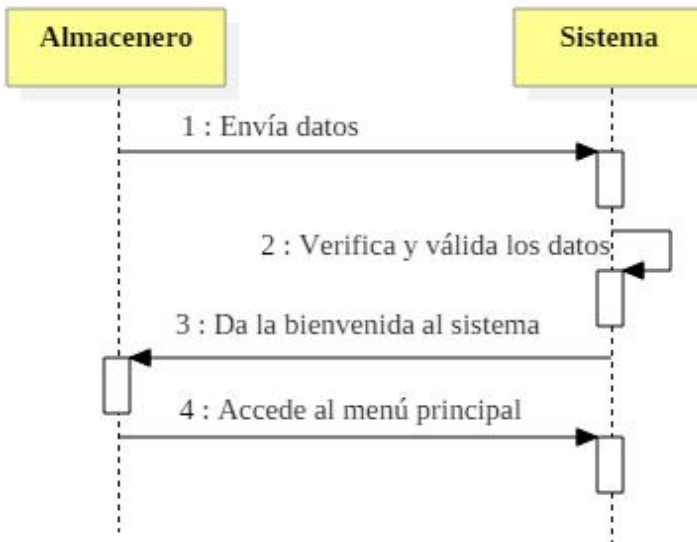 Almacenero
Sistema
1 : Envía datos
2 : Verifica y válida los datos
3 : Da la bienvenida al sistema
4 : Accede al menú principal